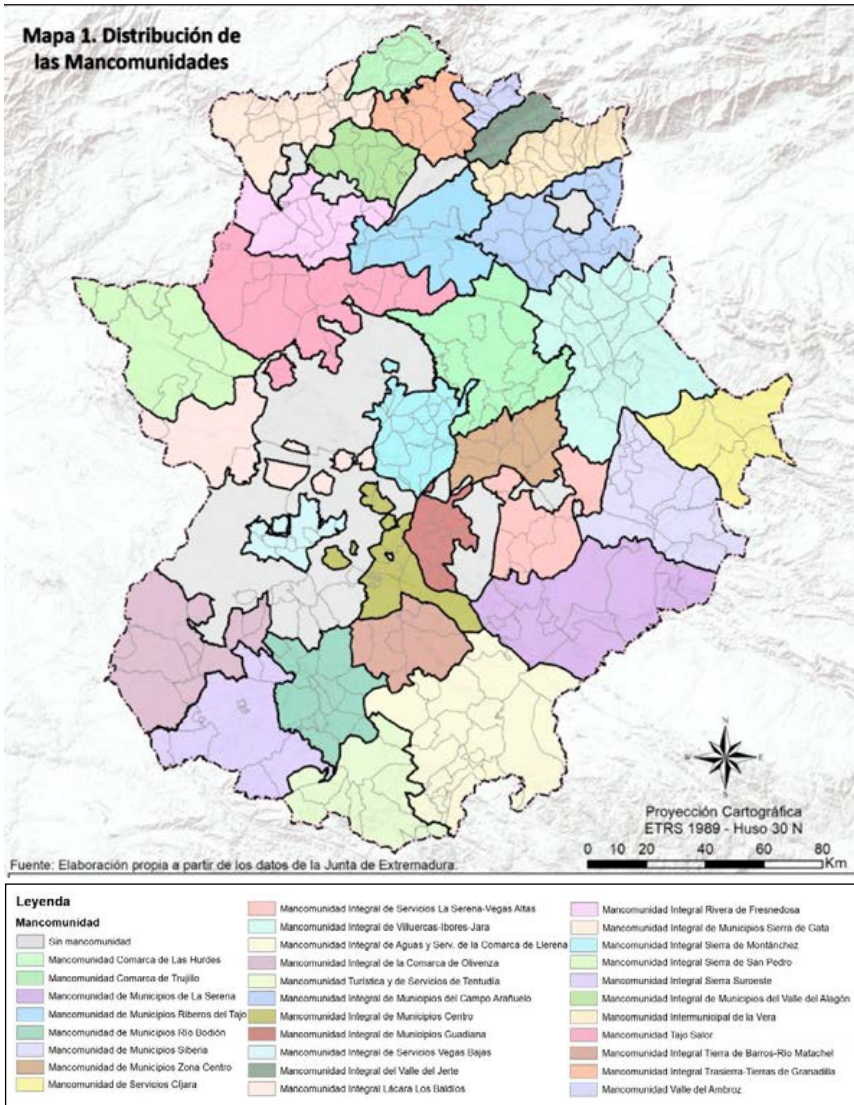 Mapa 1. Distribución de
las Mancomunidades
N
W
E
S
Proyección Cartográfica
ETRS 1989 - Huso 30 N
0 10 20 40 60 80
Km
Fuente: Elaboración propia a partir de los datos de la Junta de Extremadura.
Leyenda
Mancomunidad
Sin mancomunidad
Mancomunidad Comarca de Las Hurdes
Mancomunidad Comarca de Trujillo
Mancomunidad de Municipios de La Serena
Mancomunidad de Municipios Riberos del Tajo
Mancomunidad de Municipios Río Bodión
Mancomunidad de Municipios Siberia
Mancomunidad de Municipios Zona Centro
Mancomunidad de Servicios Cíjara
Mancomunidad Integral de Servicios La Serena-Vegas Altas
Mancomunidad Integral de Villuercas-Ibores-Jara
Mancomunidad Integral de Aguas y Serv. de la Comarca de Llerena
Mancomunidad Integral de la Comarca de Olivenza
Mancomunidad Turística y de Servicios de Tentudía
Mancomunidad Integral de Municipios del Campo Arañuelo
Mancomunidad Integral de Municipios Centro
Mancomunidad Integral de Municipios Guadiana
Mancomunidad Integral de Servicios Vegas Bajas
Mancomunidad Integral del Valle del Jerte
Mancomunidad Integral Lácara Los Baldíos
Mancomunidad Integral Rivera de Fresnedosa
Mancomunidad Integral de Municipios Sierra de Gata
Mancomunidad Integral Sierra de Montánchez
Mancomunidad Integral Sierra de San Pedro
Mancomunidad Integral Sierra Suroeste
Mancomunidad Integral de Municipios del Valle del Alagón
Mancomunidad Intermunicipal de la Vera
Mancomunidad Tajo Salor
Mancomunidad Integral Tierra de Barros-Río Matachel
Mancomunidad Integral Trasierra-Tierras de Granadilla
Mancomunidad Valle del Ambroz